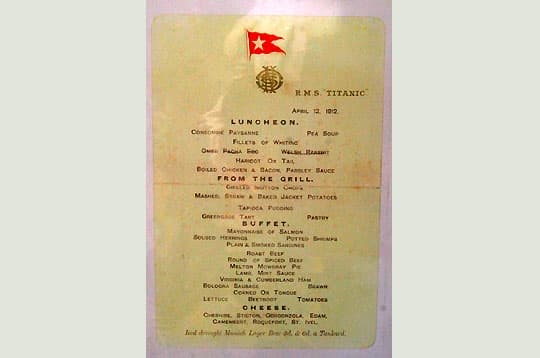 R.M.S. "TITANIC"
APRIL 12, 1912.
LUNCHEON.
CONSOMME PAYSANNE PEA SOUP
FILLETS OF WHITING
OMER PACHA EGG WELSH RABBIT
HARICOT OX TAIL
BOILED CHICKEN & BACON, PARSLEY SAUCE
FROM THE GRILL.
GRILLED MUTTON CHOPS
MASHED, STRAW & BAKED JACKET POTATOES
TAPIOCA PUDDING
GREENGAGE TART PASTRY
BUFFET.
MAYONNAISE OF SALMON
SOUSED HERRINGS POTTED SHRIMPS
PLAIN & SMOKED SARDINES
ROAST BEEF
ROUND OF SPICED BEEF
MELTON MOWBRAY PIE
LAMB, MINT SAUCE
VIRGINIA & CUMBERLAND HAM
BOLOGNA SAUSAGE BRAWN
CORNED OX TONGUE
LETTUCE BEETROOT TOMATOES
CHEESE.
CHESHIRE, STILTON, GORGONZOLA, EDAM,
CAMEMBERT, ROQUEFORT, ST. IVEL.
Iced draught Munich Lager Beer 3d. & 6d. a Tankard.